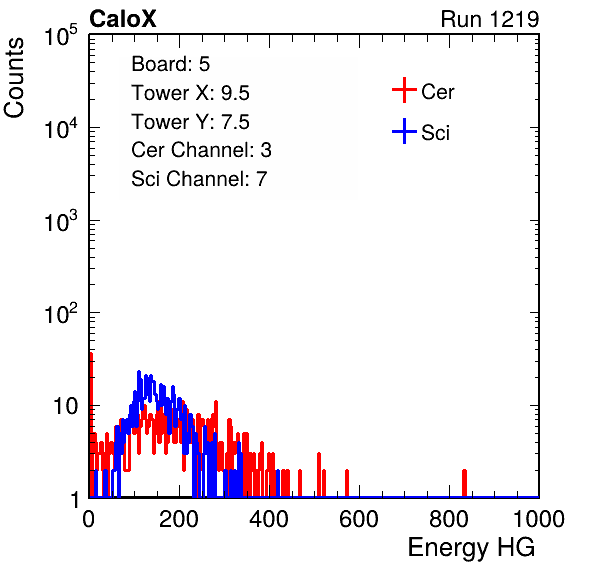 CaloX
Run 1219
Counts
10^5
10^4
10^3
10^2
10
1
Board: 5
Tower X: 9.5
Tower Y: 7.5
Cer Channel: 3
Sci Channel: 7
Cer
Sci
0 200 400 600 800 1000
Energy HG